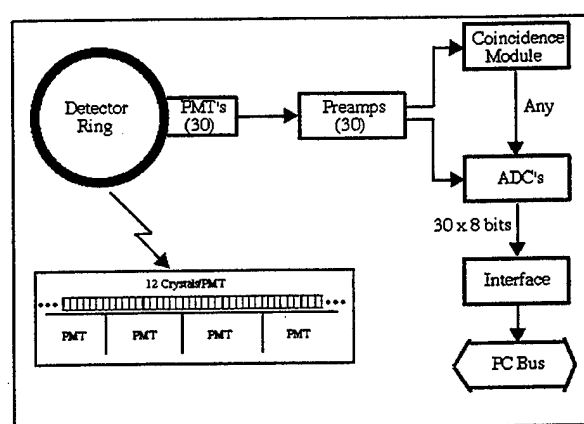 Detector
Ring
PMT's
(30)
Preamps
(30)
Coincidence
Module
Any
ADC's
30 x 8 bits
Interface
PC Bus
12 Crystals/PMT
PMT
PMT
PMT
PMT